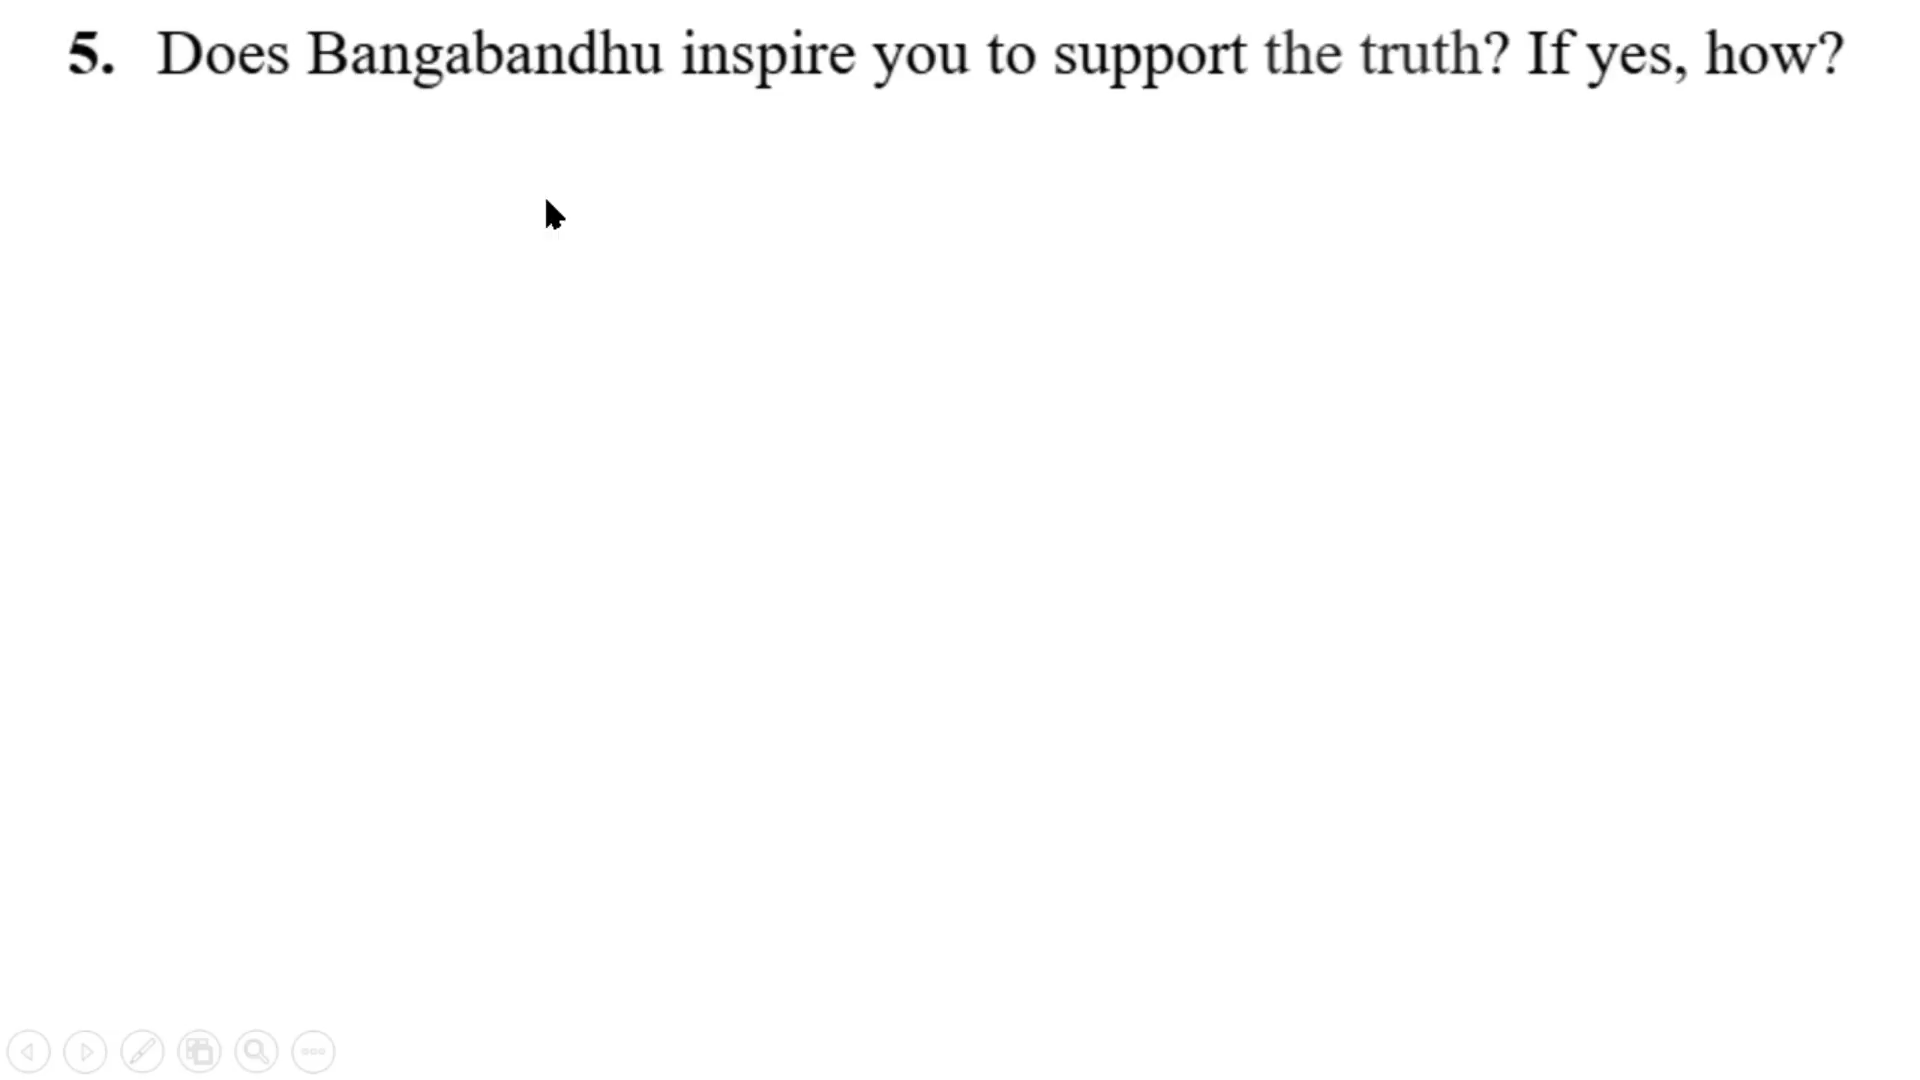 5. Does Bangabandhu inspire you to support the truth? If yes, how?